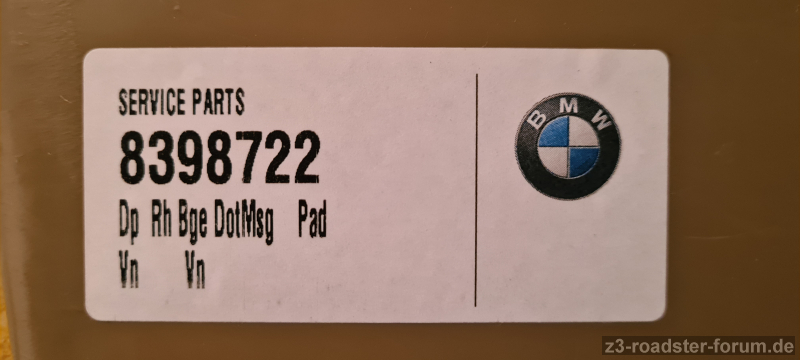 SERVICE PARTS
8398722
Dp Rh Bge DotMsg Pad
Vn Vn
BMW
z3-roadster-forum.de